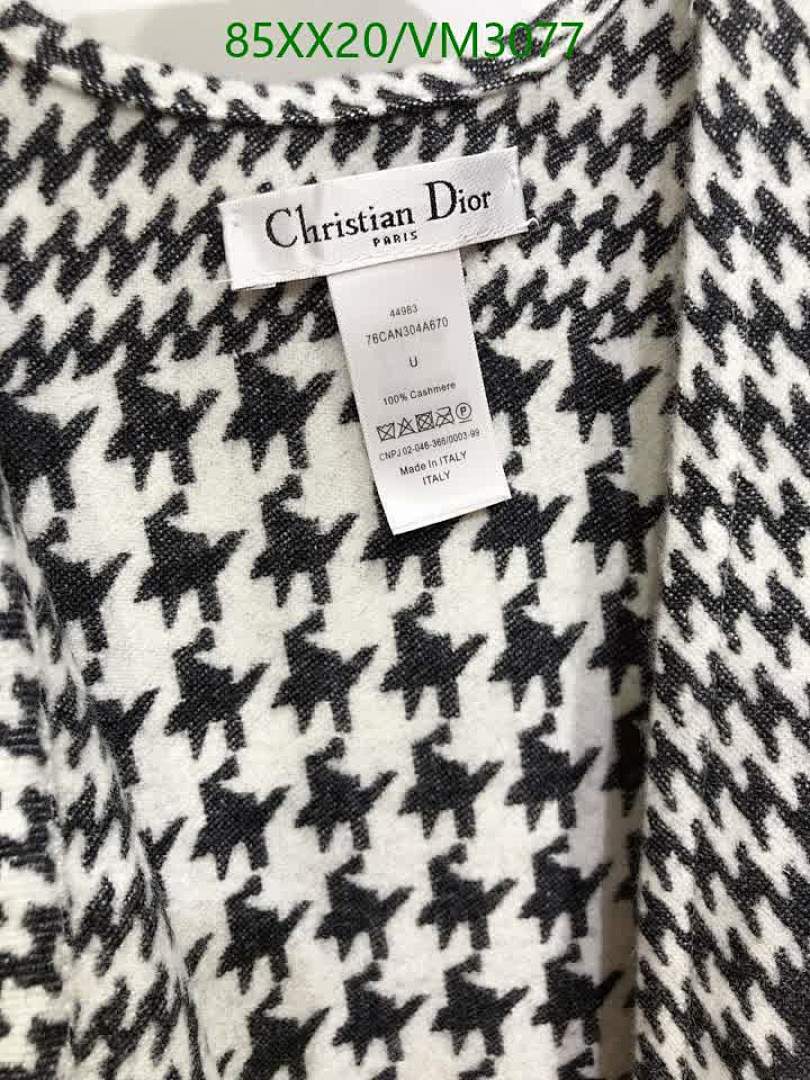 85XX20/VM3077
Christian Dior
PARIS
44983
76CAN304A670
U
100% Cashmere
CNPJ 02-046-366/0003-99
Made In ITALY
ITALY